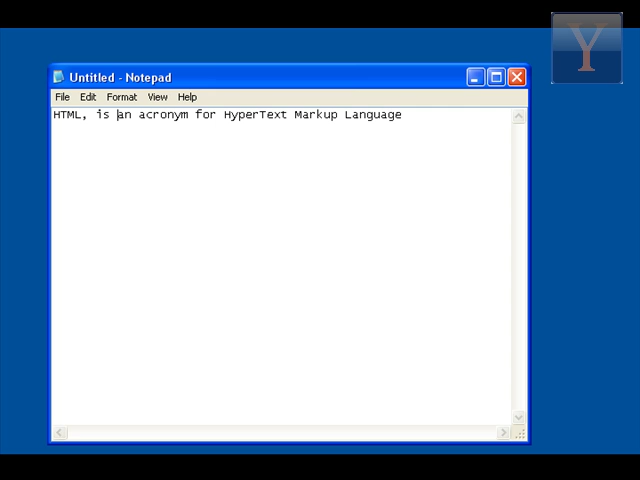 Y
Untitled - Notepad
File Edit Format View Help
HTML, is an acronym for HyperText Markup Language